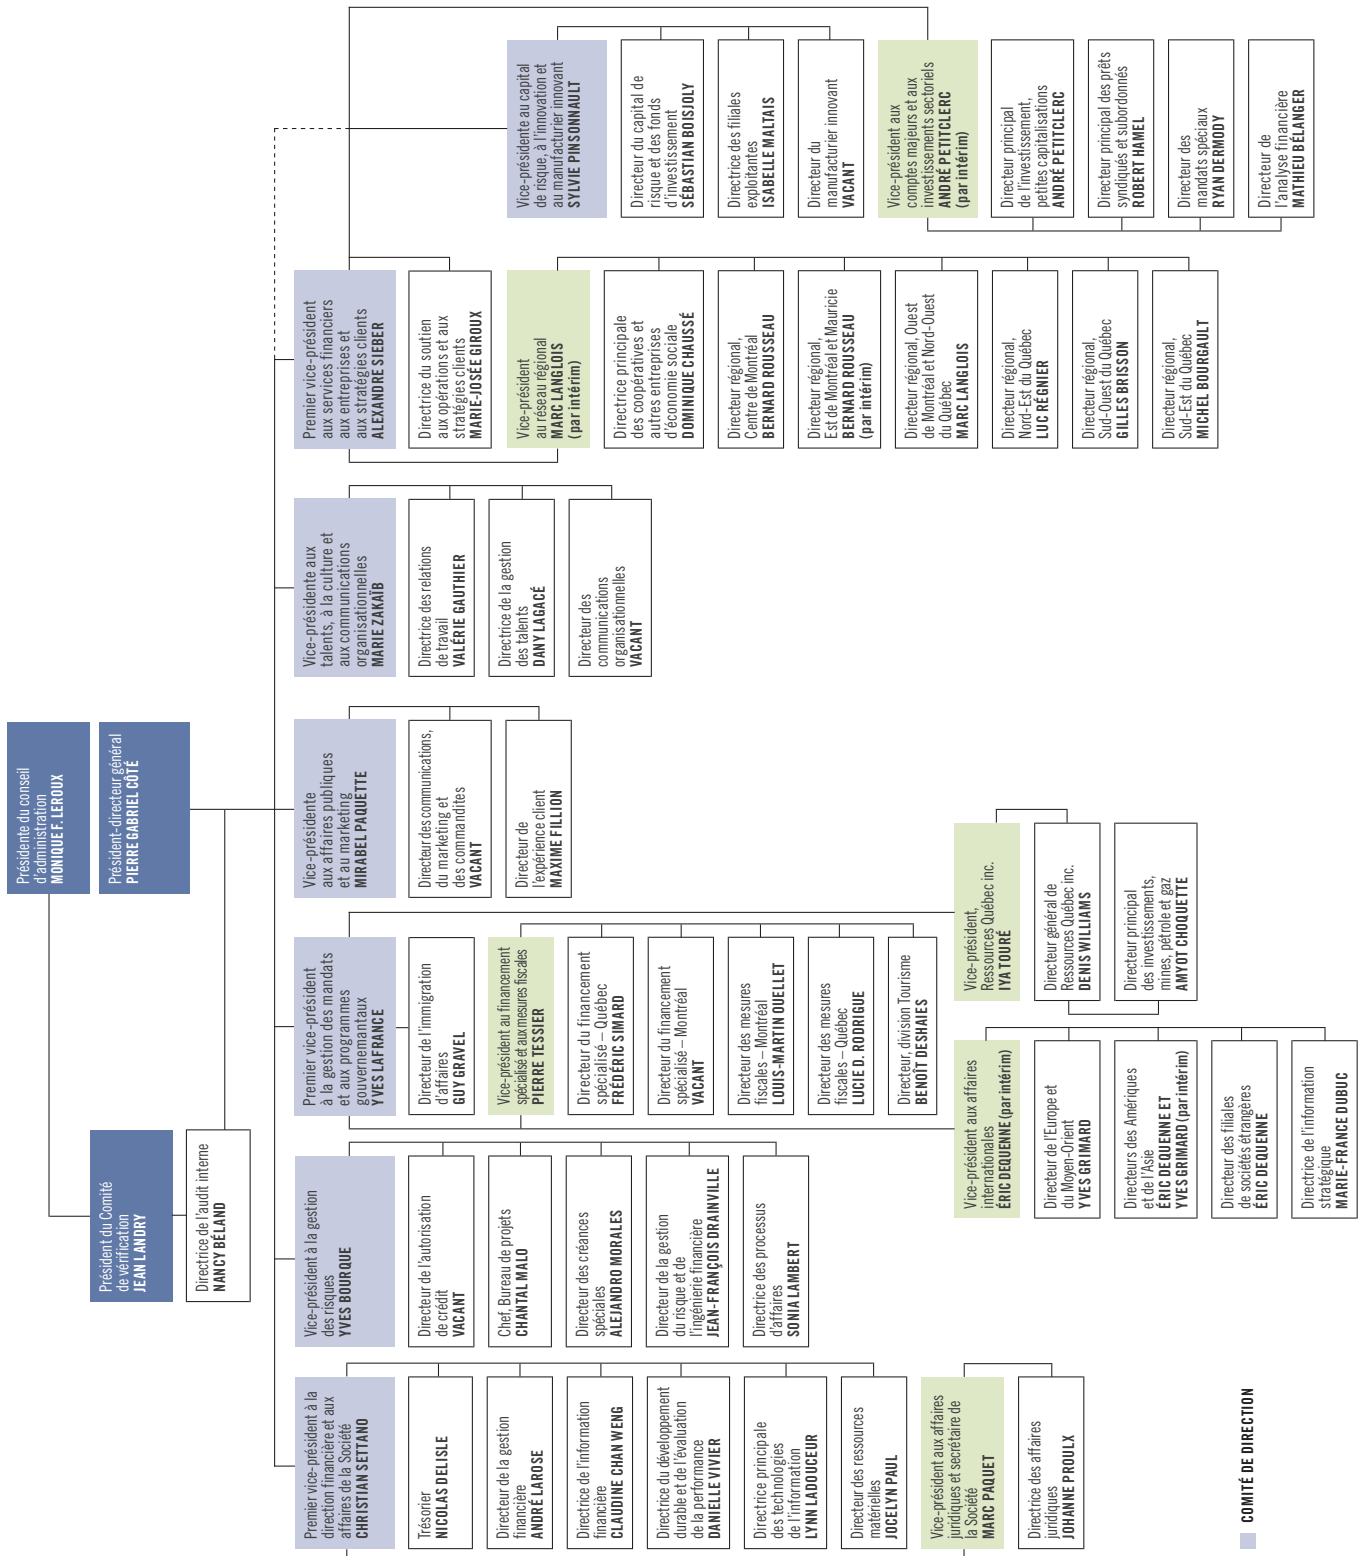 Présidente du conseil
d'administration
MONIQUE F. LEROUX
Président-directeur général
PIERRE GABRIEL CÔTÉ
Président du Comité
de vérification
JEAN LANDRY
Directrice de l'audit interne
NANCY BÉLAND
Premier vice-président à la
direction financière et aux
affaires de la Société
CHRISTIAN SETTANO
Trésorier
NICOLAS DELISLE
Directeur de la gestion
financière
ANDRÉ LAROSE
Directrice de l'information
financière
CLAUDINE CHAN WENG
Directrice du développement
durable et de l'évaluation
de la performance
DANIELLE VIVIER
Directrice principale
des technologies
de l'information
LYNN LADOUCEUR
Directeur des ressources
matérielles
JOCELYN PAUL
Vice-président aux affaires
juridiques et secrétaire de
la Société
MARC PAQUET
Directrice des affaires
juridiques
JOHANNE PROULX
Vice-président à la gestion
des risques
YVES BOURQUE
Directeur de l'autorisation
de crédit
VACANT
Chef, Bureau de projets
CHANTAL MALO
Directeur des créances
spéciales
ALEJANDRO MORALES
Directeur de la gestion
du risque et de
l'ingénierie financière
JEAN-FRANÇOIS DRAINVILLE
Directrice des processus
d'affaires
SONIA LAMBERT
Premier vice-président
à la gestion des mandats
et aux programmes
gouvernementaux
YVES LAFRANCE
Directeur de l'immigration
d'affaires
GUY GRAVEL
Vice-président au financement
spécialisé et aux mesures fiscales
PIERRE TESSIER
Directeur du financement
spécialisé – Québec
FRÉDÉRIC SIMARD
Directeur du financement
spécialisé – Montréal
VACANT
Directeur des mesures
fiscales – Montréal
LOUIS-MARTIN OUELLET
Directeur des mesures
fiscales – Québec
LUCIE D. RODRIGUE
Directeur, division Tourisme
BENOÎT DESHAIES
Vice-président aux affaires
internationales
ÉRIC DEQUENNE (par intérim)
Directeur de l'Europe et
du Moyen-Orient
YVES GRIMARD
Directeurs des Amériques
et de l'Asie
ÉRIC DEQUENNE ET
YVES GRIMARD (par intérim)
Directeur des filiales
de sociétés étrangères
ÉRIC DEQUENNE
Directrice de l'information
stratégique
MARIE-FRANCE DUBUC
Vice-président,
Ressources Québec inc.
IYA TOURÉ
Directeur général de
Ressources Québec inc.
DENIS WILLIAMS
Directeur principal
des investissements,
mines, pétrole et gaz
AMYOT CHOQUETTE
Vice-présidente
aux affaires publiques
et au marketing
MIRABEL PAQUETTE
Directeur des communications,
du marketing et
des commandites
VACANT
Directeur de
l'expérience client
MAXIME FILLION
Vice-présidente aux
talents, à la culture et
aux communications
organisationnelles
MARIE ZAKAÏB
Directrice des relations
de travail
VALÉRIE GAUTHIER
Directrice de la gestion
des talents
DANY LAGACÉ
Directeur des
communications
organisationnelles
VACANT
Premier vice-président
aux services financiers
aux entreprises et
aux stratégies clients
ALEXANDRE SIEBER
Directrice du soutien
aux opérations et aux
stratégies clients
MARIE-JOSÉE GIROUX
Vice-président
au réseau régional
MARC LANGLOIS
(par intérim)
Directrice principale
des coopératives et
autres entreprises
d'économie sociale
DOMINIQUE CHAUSSÉ
Directeur régional,
Centre de Montréal
BERNARD ROUSSEAU
Directeur régional,
Est de Montréal et Mauricie
BERNARD ROUSSEAU
(par intérim)
Directeur régional, Ouest
de Montréal et Nord-Ouest
du Québec
MARC LANGLOIS
Directeur régional,
Nord-Est du Québec
LUC RÉGNIER
Directeur régional,
Sud-Ouest du Québec
GILLES BRISSON
Directeur régional,
Sud-Est du Québec
MICHEL BOURGAULT
Vice-présidente au capital
de risque, à l'innovation et
au manufacturier innovant
SYLVIE PINSONNAULT
Directeur du capital de
risque et des fonds
d'investissement
SÉBASTIAN BOISJOLY
Directrice des filiales
exploitantes
ISABELLE MALTAIS
Directeur du
manufacturier innovant
VACANT
Vice-président aux
comptes majeurs et aux
investissements sectoriels
ANDRÉ PETITCLERC
(par intérim)
Directeur principal
de l'investissement,
petites capitalisations
ANDRÉ PETITCLERC
Directeur principal des prêts
syndiqués et subordonnés
ROBERT HAMEL
Directeur des
mandats spéciaux
RYAN DERMODY
Directeur de
l'analyse financière
MATHIEU BÉLANGER
COMITÉ DE DIRECTION